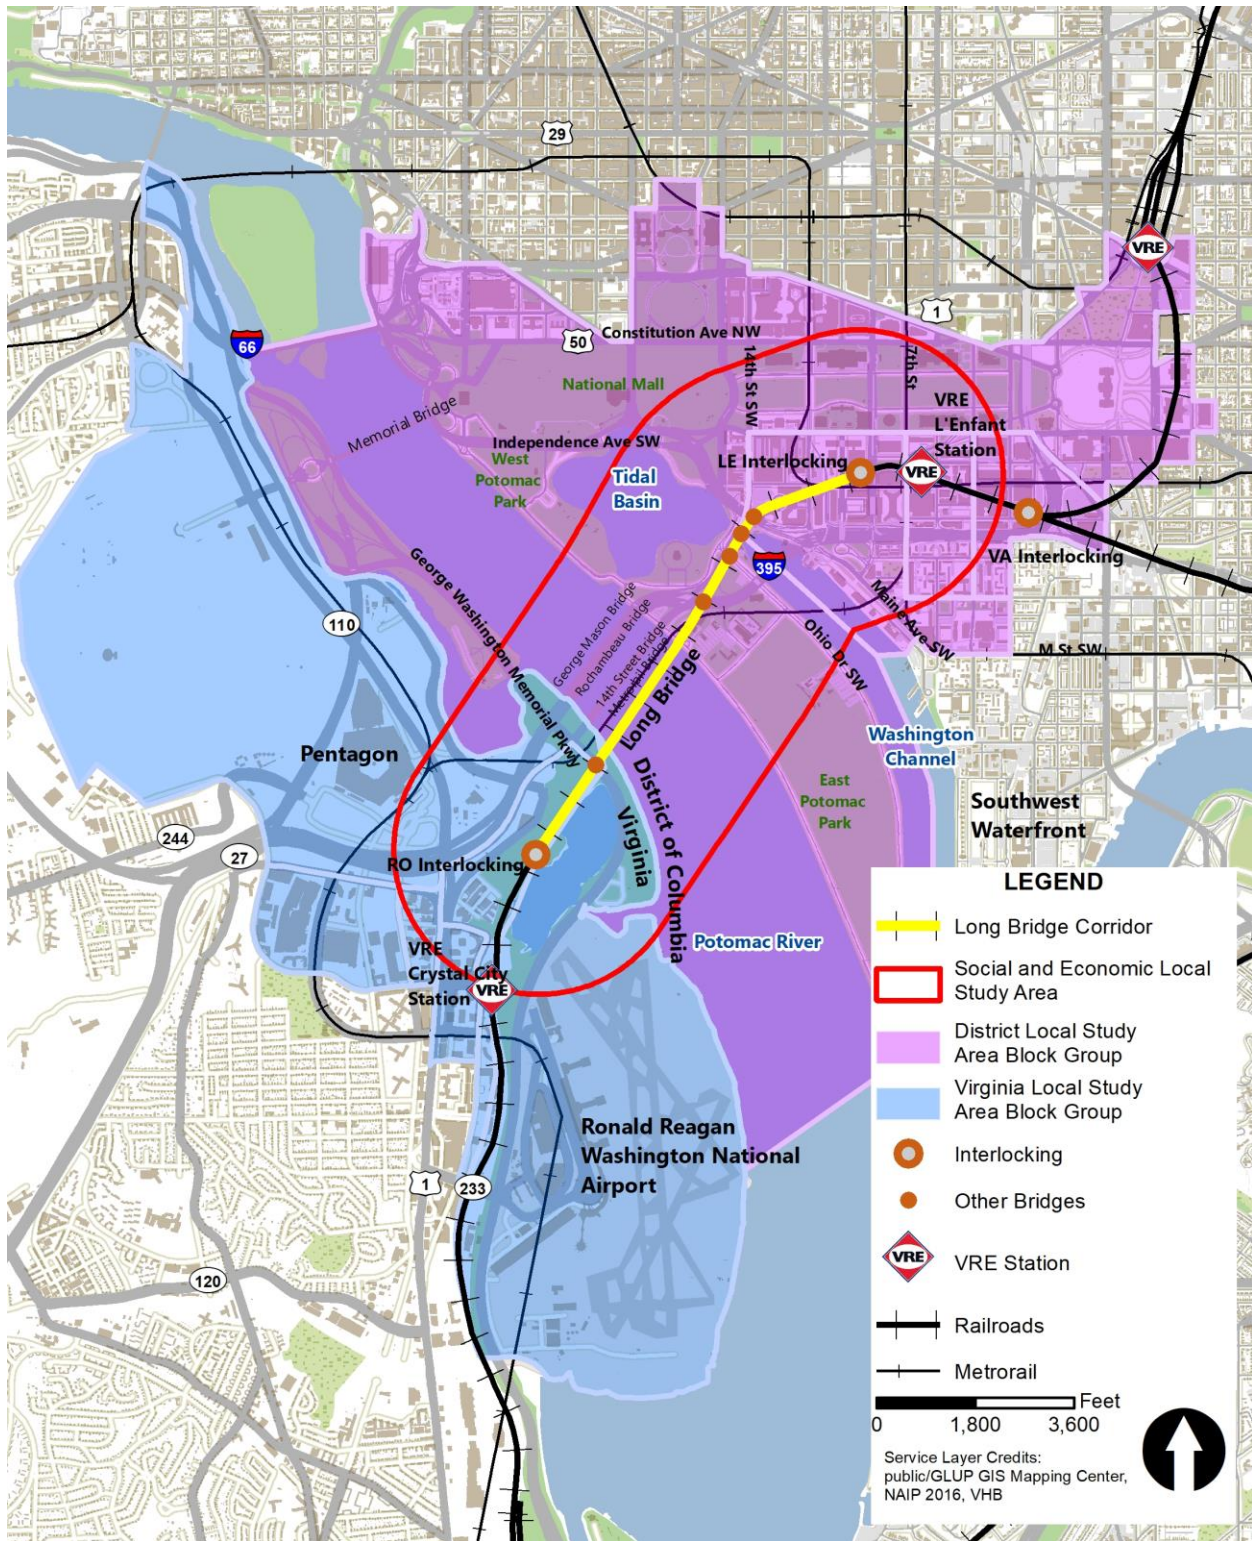 29
VRE
66
50
Constitution Ave NW
1
14th St SW
7th St
National Mall
VRE
L'Enfant
Station
Memorial Bridge
Independence Ave SW
West
Potomac
Park
Tidal
Basin
LE Interlocking
VRE
VA Interlocking
395
George Washington Memorial Pkwy
George Mason Bridge
Rochambeau Bridge
14th Street Bridge
Metrorail Bridge
Long Bridge
Maine Ave SW
Ohio Dr SW
M St SW
110
Washington
Channel
Pentagon
East
Potomac
Park
Southwest
Waterfront
District of Columbia
Virginia
244
27
RO Interlocking
Potomac River
VRE
Crystal City
Station
VRE
Ronald Reagan
Washington National
Airport
1
233
120
LEGEND
Long Bridge Corridor
Social and Economic Local
Study Area
District Local Study
Area Block Group
Virginia Local Study
Area Block Group
Interlocking
Other Bridges
VRE
VRE Station
Railroads
Metrorail
Feet
0 1,800 3,600
Service Layer Credits:
public/GLUP GIS Mapping Center,
NAIP 2016, VHB